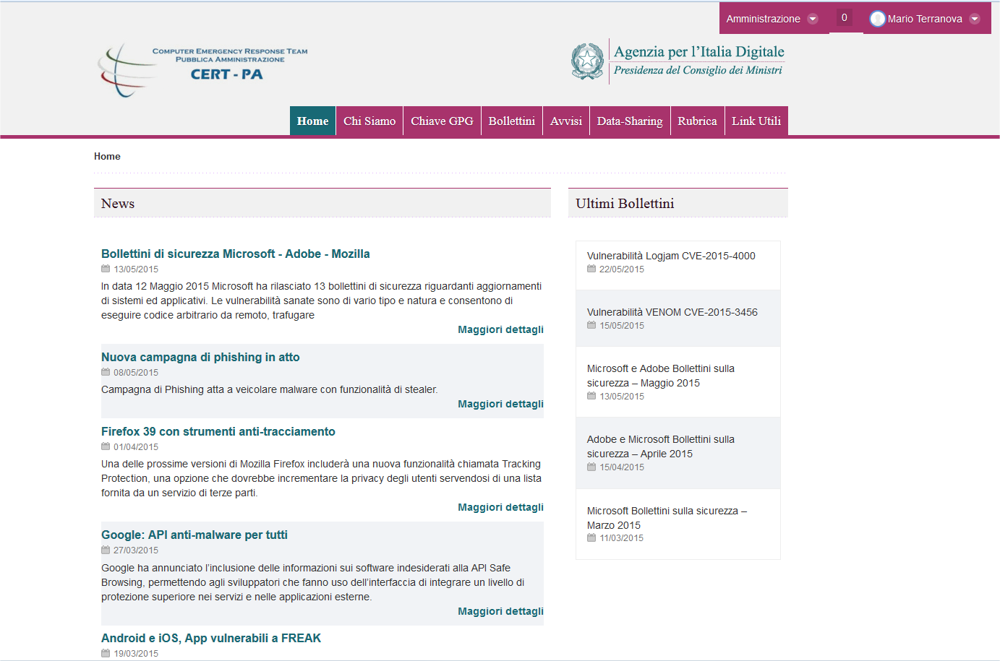 Amministrazione 0 Mario Terranova
COMPUTER EMERGENCY RESPONSE TEAM
PUBBLICA AMMINISTRAZIONE
CERT - PA
Agenzia per l'Italia Digitale
Presidenza del Consiglio dei Ministri
Home Chi Siamo Chiave GPG Bollettini Avvisi Data-Sharing Rubrica Link Utili
Home
News
Bollettini di sicurezza Microsoft - Adobe - Mozilla
13/05/2015
In data 12 Maggio 2015 Microsoft ha rilasciato 13 bollettini di sicurezza riguardanti aggiornamenti
di sistemi ed applicativi. Le vulnerabilità sanate sono di vario tipo e natura e consentono di
eseguire codice arbitrario da remoto, trafugare
Maggiori dettagli
Nuova campagna di phishing in atto
08/05/2015
Campagna di Phishing atta a veicolare malware con funzionalità di stealer.
Maggiori dettagli
Firefox 39 con strumenti anti-tracciamento
01/04/2015
Una delle prossime versioni di Mozilla Firefox includerà una nuova funzionalità chiamata Tracking
Protection, una opzione che dovrebbe incrementare la privacy degli utenti servendosi di una lista
fornita da un servizio di terze parti.
Maggiori dettagli
Google: API anti-malware per tutti
27/03/2015
Google ha annunciato l'inclusione delle informazioni sui software indesiderati alla API Safe
Browsing, permettendo agli sviluppatori che fanno uso dell'interfaccia di integrare un livello di
protezione superiore nei servizi e nelle applicazioni esterne.
Maggiori dettagli
Android e iOS, App vulnerabili a FREAK
19/03/2015
Ultimi Bollettini
Vulnerabilità Logjam CVE-2015-4000
22/05/2015
Vulnerabilità VENOM CVE-2015-3456
15/05/2015
Microsoft e Adobe Bollettini sulla
sicurezza – Maggio 2015
13/05/2015
Adobe e Microsoft Bollettini sulla
sicurezza – Aprile 2015
15/04/2015
Microsoft Bollettini sulla sicurezza –
Marzo 2015
11/03/2015